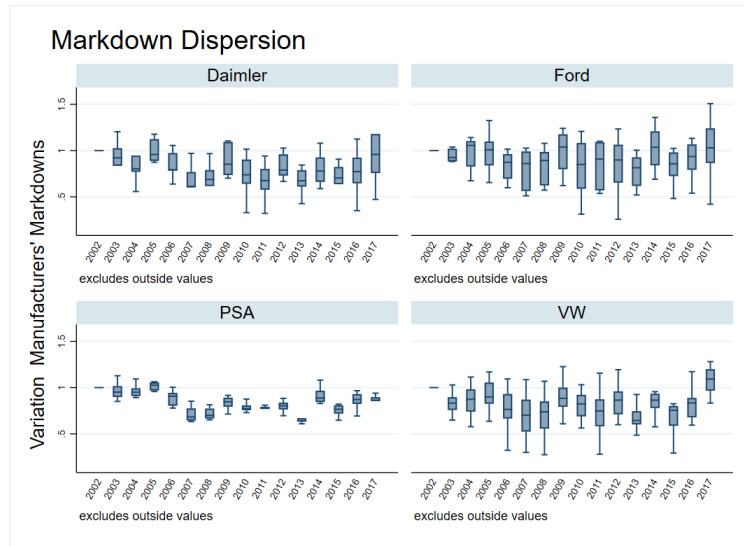 Markdown Dispersion
Variation Manufacturers' Markdowns
Daimler
Ford
1.5
1
.5
2002 2003 2004 2005 2006 2007 2008 2009 2010 2011 2012 2013 2014 2015 2016 2017
2002 2003 2004 2005 2006 2007 2008 2009 2010 2011 2012 2013 2014 2015 2016 2017
excludes outside values
excludes outside values
PSA
VW
1.5
1
.5
2002 2003 2004 2005 2006 2007 2008 2009 2010 2011 2012 2013 2014 2015 2016 2017
2002 2003 2004 2005 2006 2007 2008 2009 2010 2011 2012 2013 2014 2015 2016 2017
excludes outside values
excludes outside values